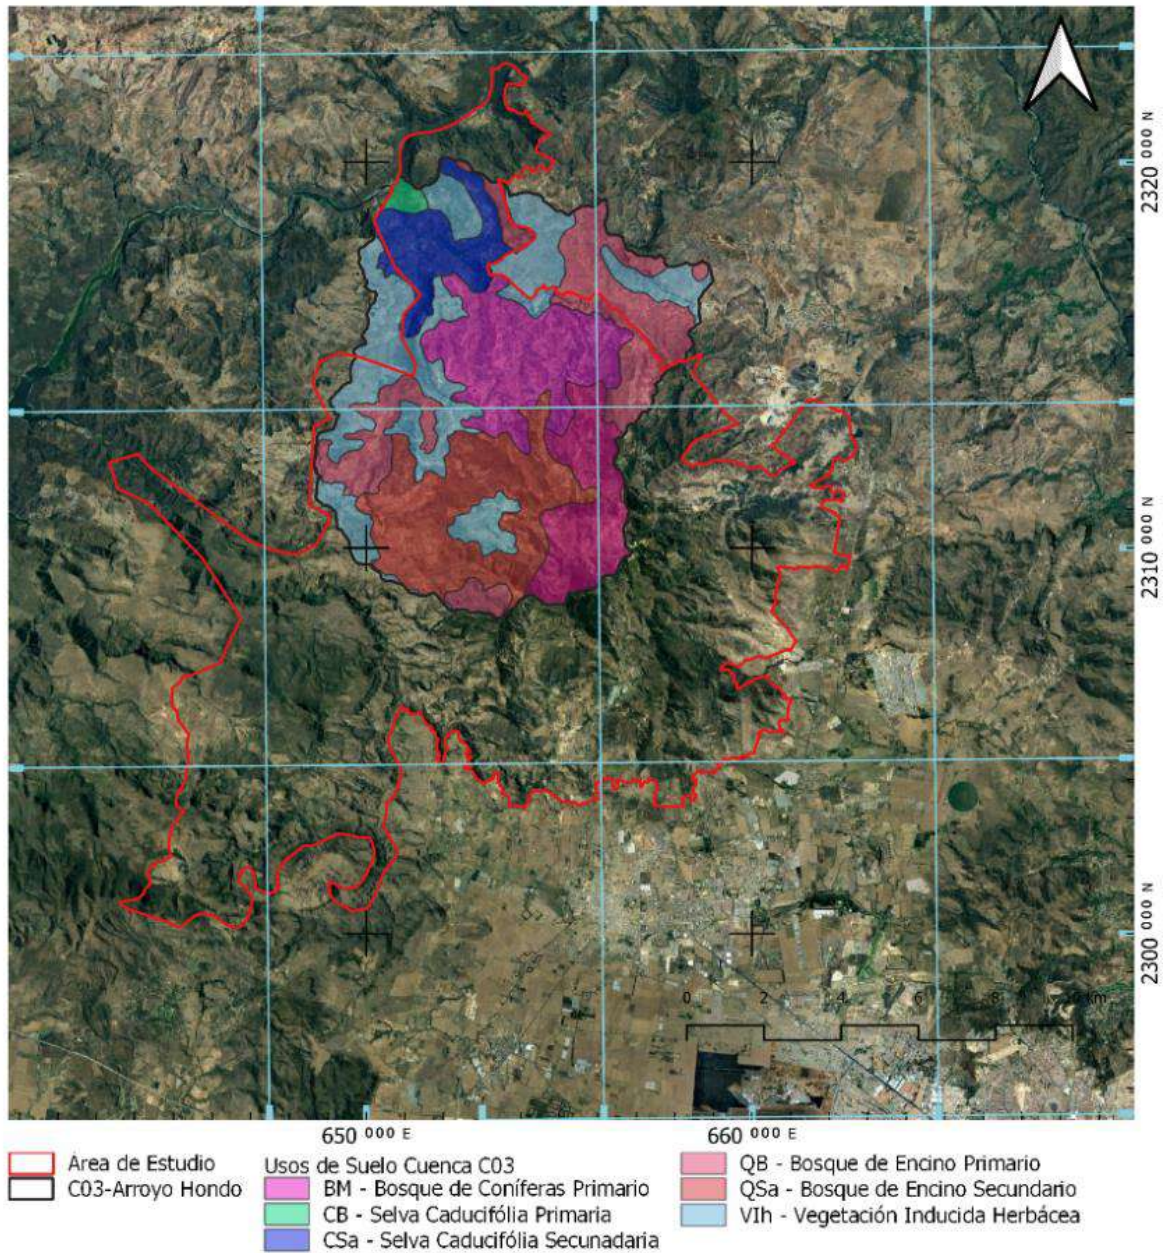 2320 000 N
2310 000 N
2300 000 N
0 2 4 6 8 10 km
650 000 E 660 000 E
Área de Estudio
C03-Arroyo Hondo
Usos de Suelo Cuenca C03
BM - Bosque de Coníferas Primario
CB - Selva Caducifólia Primaria
CSa - Selva Caducifólia Secunadaria
QB - Bosque de Encino Primario
QSa - Bosque de Encino Secundario
VIh - Vegetación Inducida Herbácea